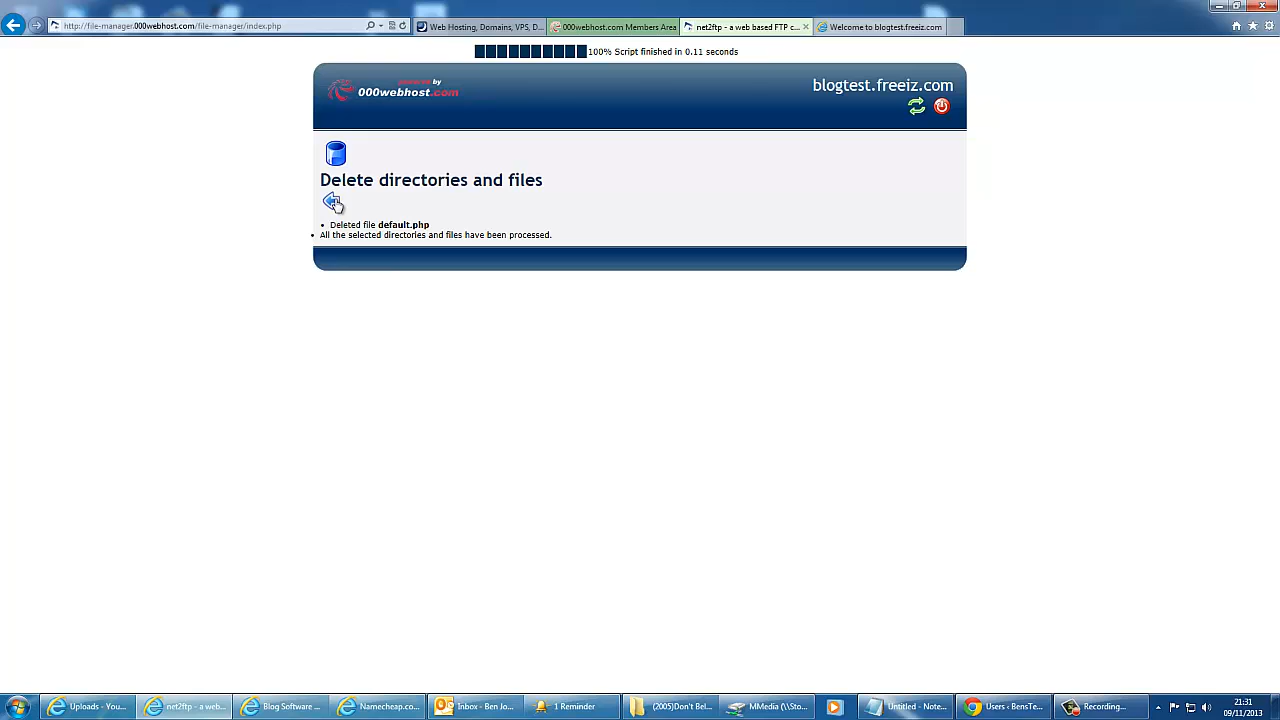 http://file-manager.000webhost.com/file-manager/index.php
Web Hosting, Domains, VPS, D...
000webhost.com Members Area
net2ftp - a web based FTP c...
Welcome to blogtest.freeiz.com
100% Script finished in 0.11 seconds
powered by
000webhost.com
blogtest.freeiz.com
Delete directories and files
• Deleted file default.php
• All the selected directories and files have been processed.
Uploads - You...
net2ftp - a web...
Blog Software ...
Namecheap.co...
Inbox - Ben Jo...
1 Reminder
(2005)Don't Bel...
MMedia (\\Sto...
Untitled - Note...
Users ‹ BensTe...
Recording...
21:31
09/11/2013